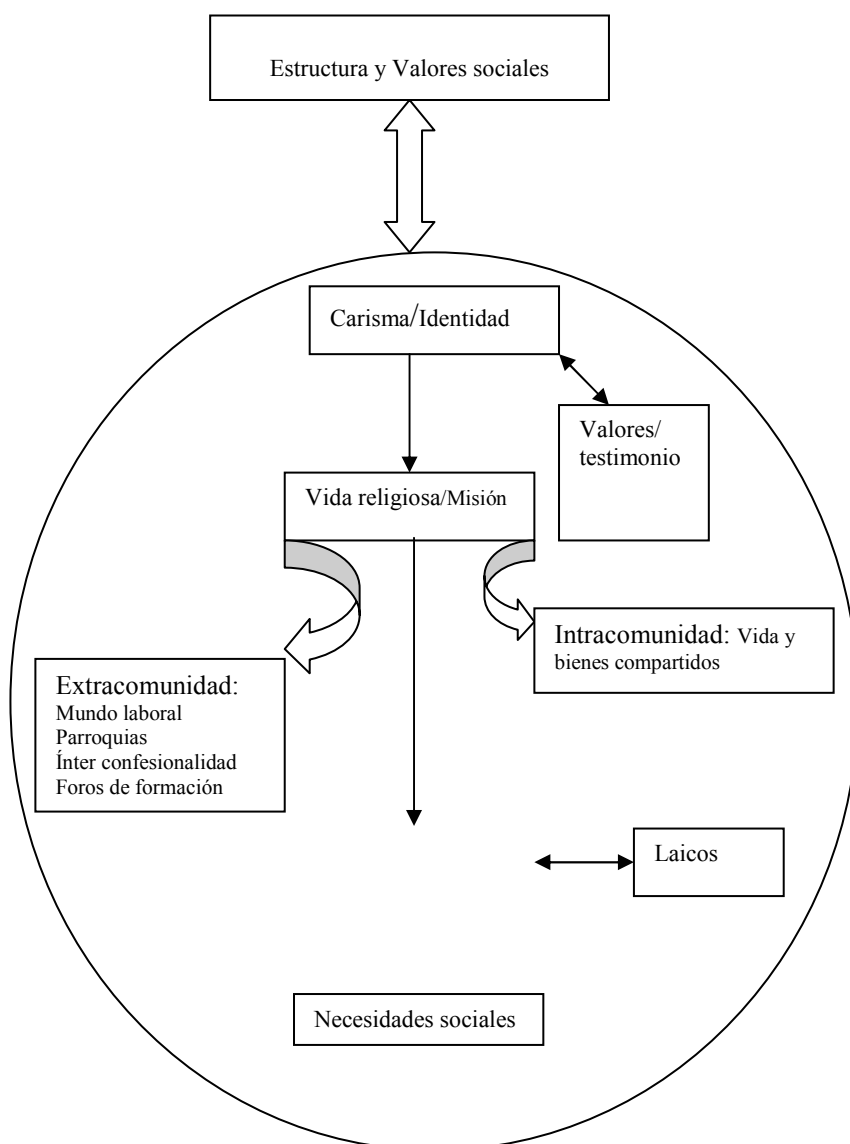 Estructura y Valores sociales
Carisma/Identidad
Valores/
testimonio
Vida religiosa/Misión
Intracomunidad: Vida y
bienes compartidos
Extracomunidad:
Mundo laboral
Parroquias
Ínter confesionalidad
Foros de formación
Laicos
Necesidades sociales